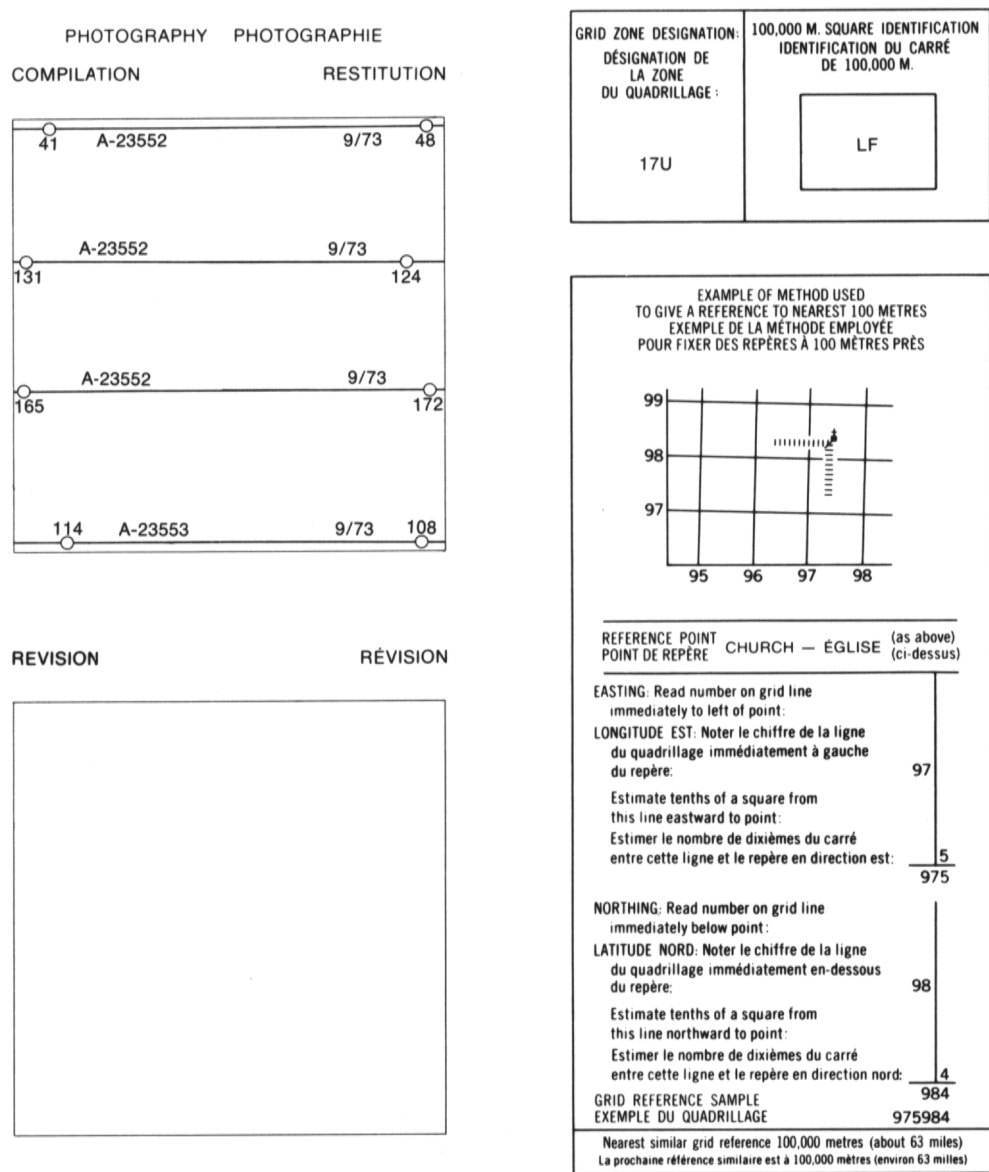 PHOTOGRAPHY PHOTOGRAPHIE
COMPILATION RESTITUTION
41 A-23552 9/73 48
A-23552 9/73
131 124
A-23552 9/73
165 172
114 A-23553 9/73 108
REVISION RÉVISION
GRID ZONE DESIGNATION:
DÉSIGNATION DE
LA ZONE
DU QUADRILLAGE :
17U
100,000 M. SQUARE IDENTIFICATION
IDENTIFICATION DU CARRÉ
DE 100,000 M.
LF
EXAMPLE OF METHOD USED
TO GIVE A REFERENCE TO NEAREST 100 METRES
EXEMPLE DE LA MÉTHODE EMPLOYÉE
POUR FIXER DES REPÈRES À 100 MÈTRES PRÈS
99
98
97
95 96 97 98
REFERENCE POINT CHURCH — ÉGLISE (as above)
POINT DE REPÈRE (ci-dessus)
EASTING: Read number on grid line
immediately to left of point:
LONGITUDE EST: Noter le chiffre de la ligne
du quadrillage immédiatement à gauche
du repère: 97
Estimate tenths of a square from
this line eastward to point:
Estimer le nombre de dixièmes du carré
entre cette ligne et le repère en direction est: 5
975
NORTHING: Read number on grid line
immediately below point:
LATITUDE NORD: Noter le chiffre de la ligne
du quadrillage immédiatement en-dessous
du repère: 98
Estimate tenths of a square from
this line northward to point:
Estimer le nombre de dixièmes du carré
entre cette ligne et le repère en direction nord: 4
984
GRID REFERENCE SAMPLE
EXEMPLE DU QUADRILLAGE 975984
Nearest similar grid reference 100,000 metres (about 63 miles)
La prochaine référence similaire est à 100,000 mètres (environ 63 milles)